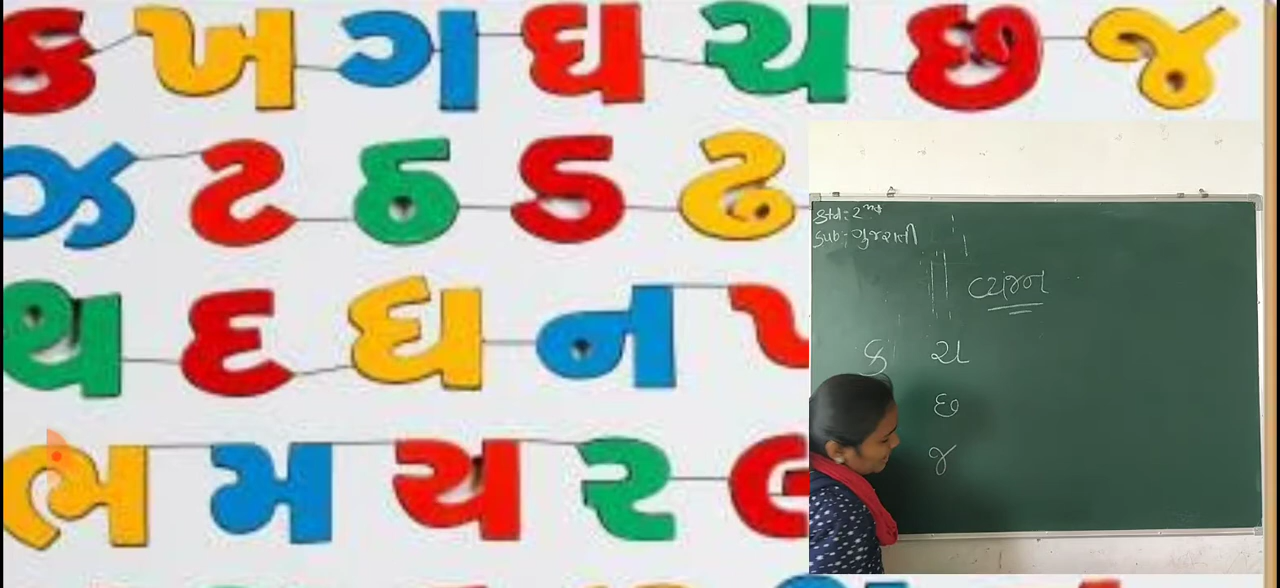 ક ખ ગ ઘ ચ છ જ
ઝ ટ ઠ ડ ઢ
થ દ ધ ન
ભ મ ય ર
Std:- 2nd
Sub:- ગુજરાતી
વ્યંજન
ક ચ
છ
જ